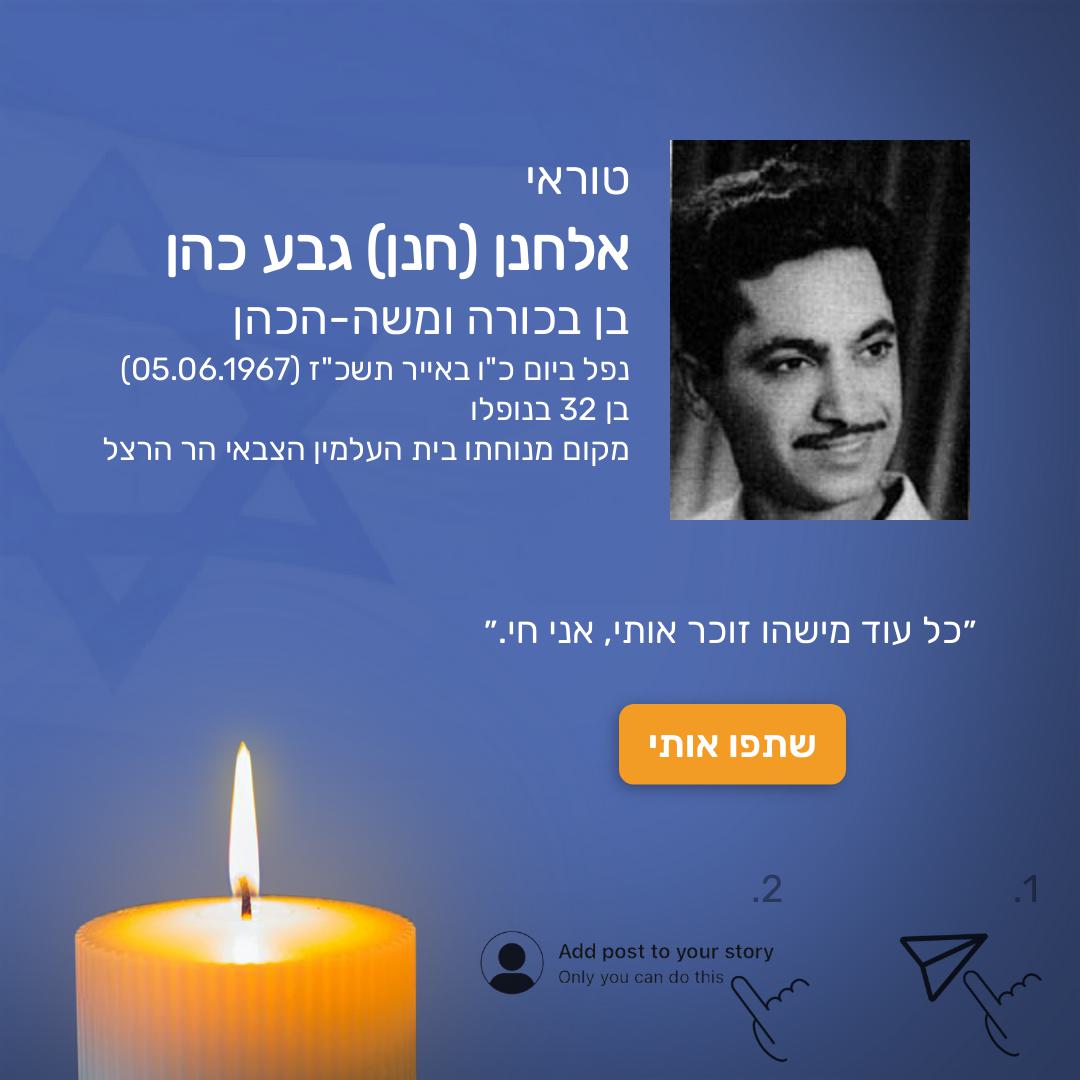 טוראי
אלחנן (חנן) גבע כהן
בן בכורה ומשה-הכהן
נפל ביום כ"ו באייר תשכ"ז (05.06.1967)
בן 32 בנופלו
מקום מנוחתו בית העלמין הצבאי הר הרצל
״כל עוד מישהו זוכר אותי, אני חי.״
שתפו אותי
1.
2.
Add post to your story
Only you can do this